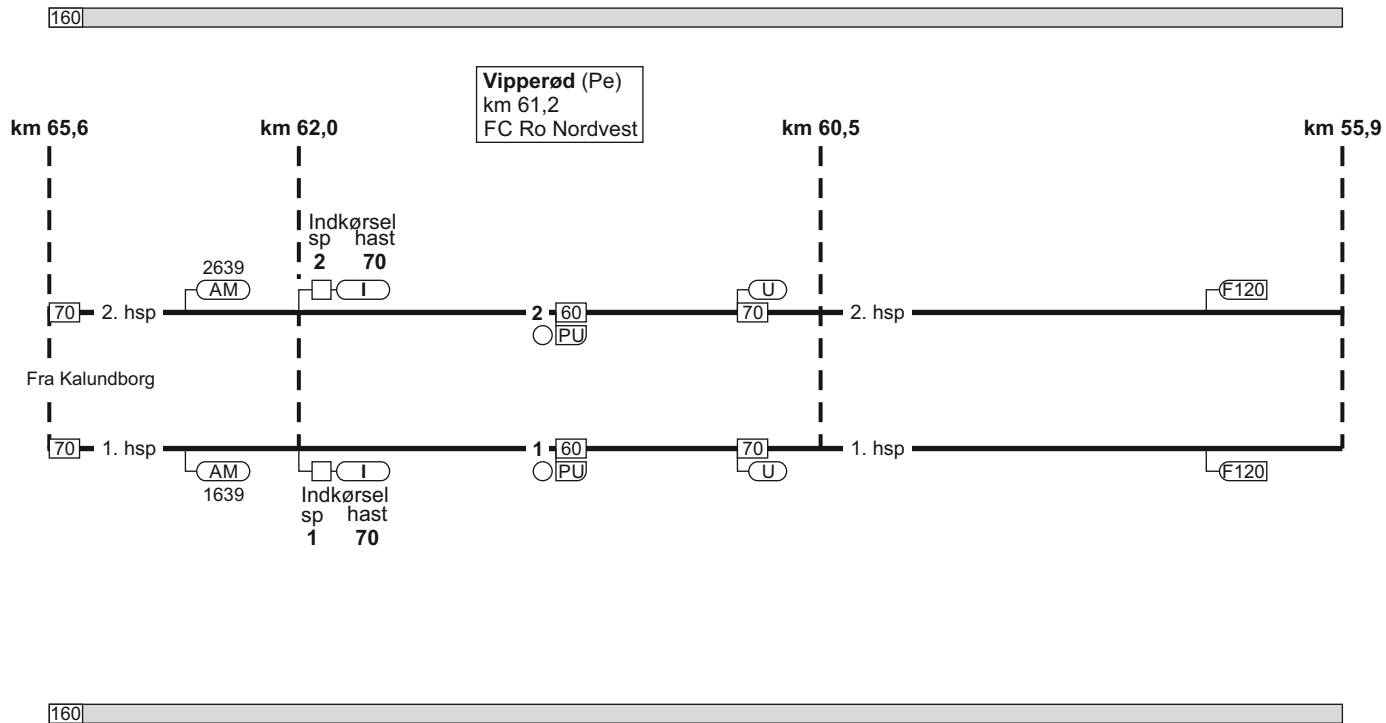 160
Vipperød (Pe)
km 61,2
FC Ro Nordvest
km 65,6
km 62,0
km 60,5
km 55,9
Indkørsel
sp hast
2 70
2639
AM
I
U
F120
70 2. hsp
2 60
70
2. hsp
PU
Fra Kalundborg
70 1. hsp
1 60
70
1. hsp
AM
I
PU
U
F120
1639
Indkørsel
sp hast
1 70
160